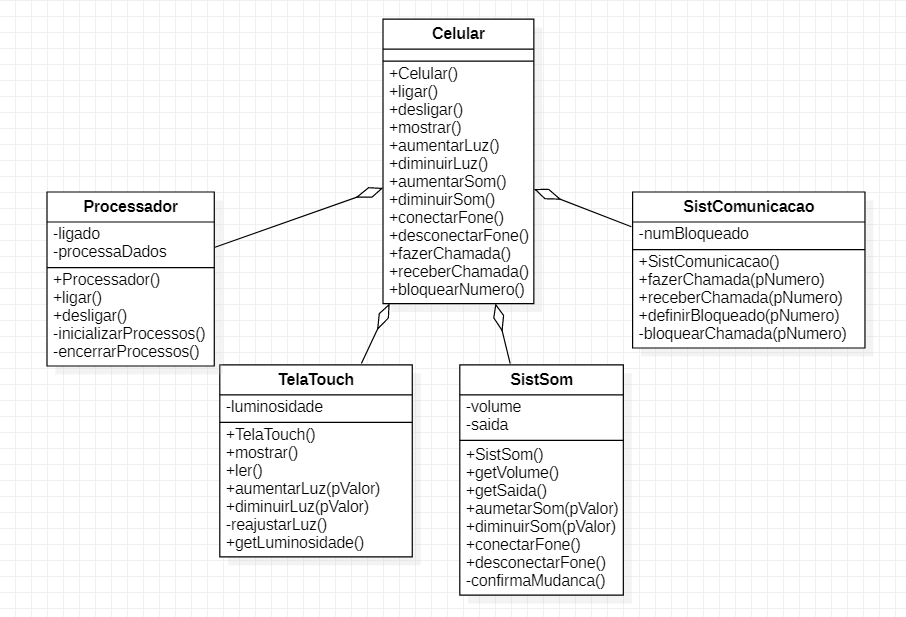 Celular
+Celular()
+ligar()
+desligar()
+mostrar()
+aumentarLuz()
+diminuirLuz()
+aumentarSom()
+diminuirSom()
+conectarFone()
+desconectarFone()
+fazerChamada()
+receberChamada()
+bloquearNumero()
Processador
-ligado
-processaDados
+Processador()
+ligar()
+desligar()
-inicializarProcessos()
-encerrarProcessos()
SistComunicacao
-numBloqueado
+SistComunicacao()
+fazerChamada(pNumero)
+receberChamada(pNumero)
+definirBloqueado(pNumero)
-bloquearChamada(pNumero)
TelaTouch
-luminosidade
+TelaTouch()
+mostrar()
+ler()
+aumentarLuz(pValor)
+diminuirLuz(pValor)
-reajustarLuz()
+getLuminosidade()
SistSom
-volume
-saida
+SistSom()
+getVolume()
+getSaida()
+aumetarSom(pValor)
+diminuirSom(pValor)
+conectarFone()
+desconectarFone()
-confirmaMudanca()